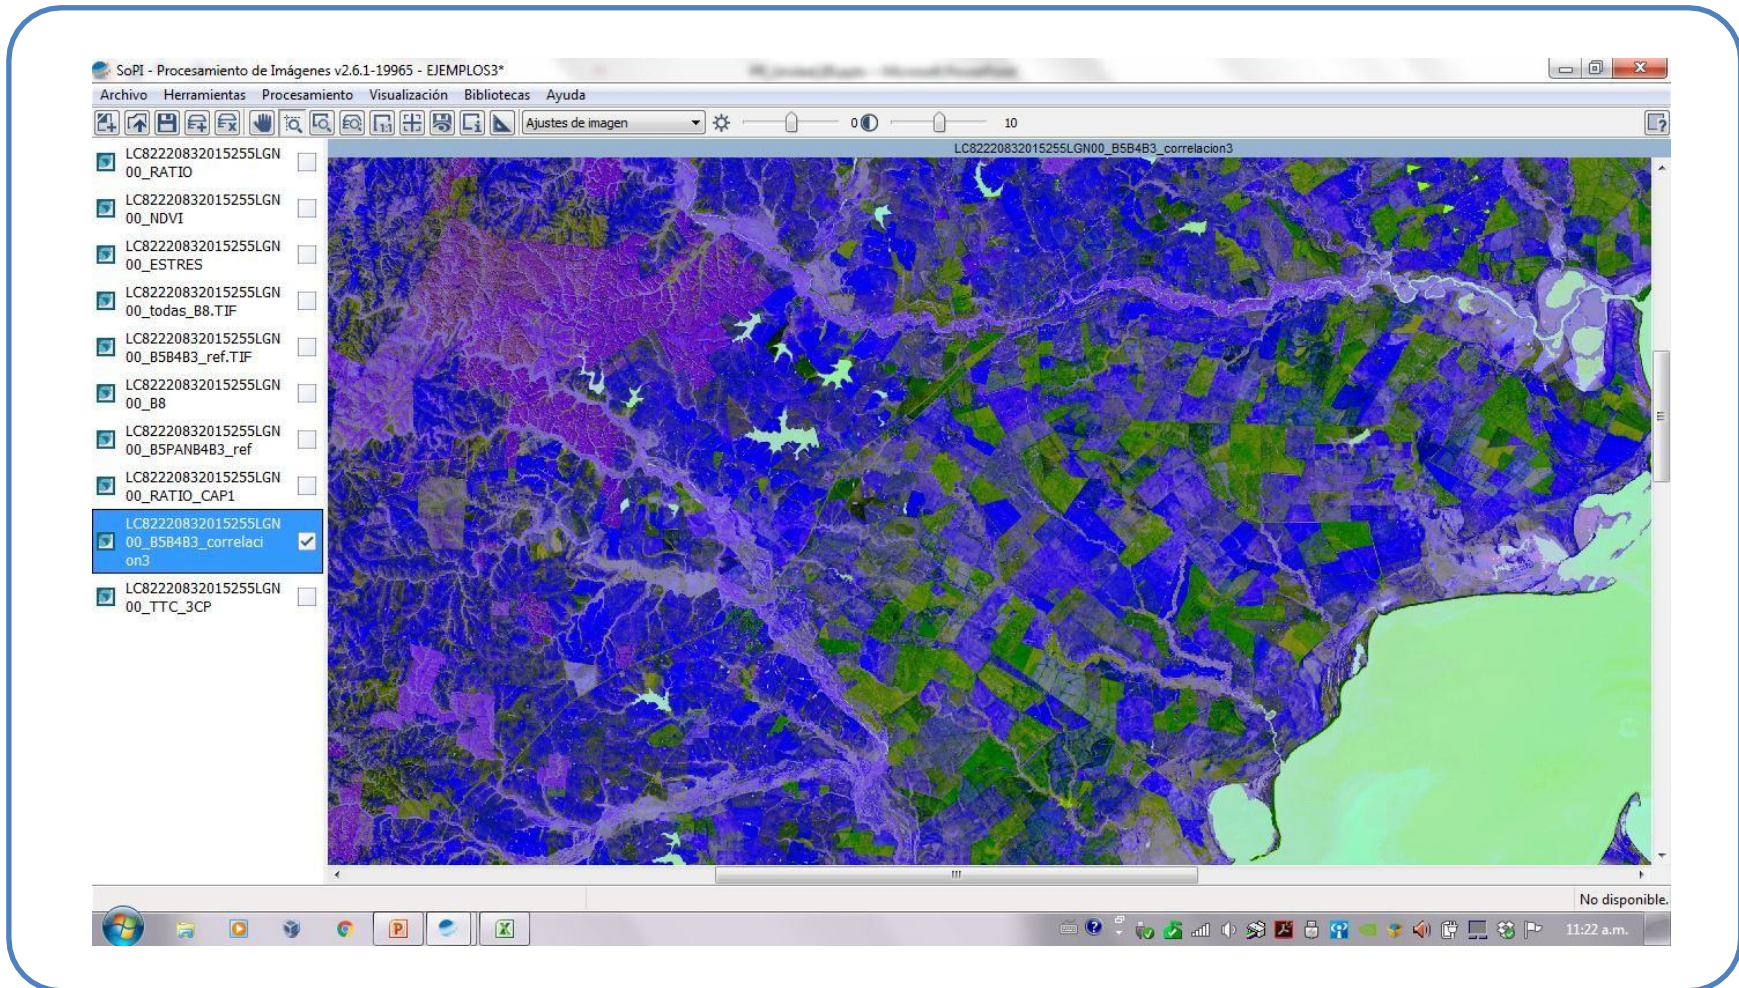 SoPI - Procesamiento de Imágenes v2.6.1-19965 - EJEMPLOS3*
Archivo Herramientas Procesamiento Visualización Bibliotecas Ayuda
Ajustes de imagen 0 10
LC82220832015255LGN00_B5B4B3_correlacion3
LC82220832015255LGN
00_RATIO
LC82220832015255LGN
00_NDVI
LC82220832015255LGN
00_ESTRES
LC82220832015255LGN
00_todas_B8.TIF
LC82220832015255LGN
00_B5B4B3_ref.TIF
LC82220832015255LGN
00_B8
LC82220832015255LGN
00_B5PANB4B3_ref
LC82220832015255LGN
00_RATIO_CAP1
LC82220832015255LGN
00_B5B4B3_correlaci
on3
LC82220832015255LGN
00_TTC_3CP
No disponible.
11:22 a.m.